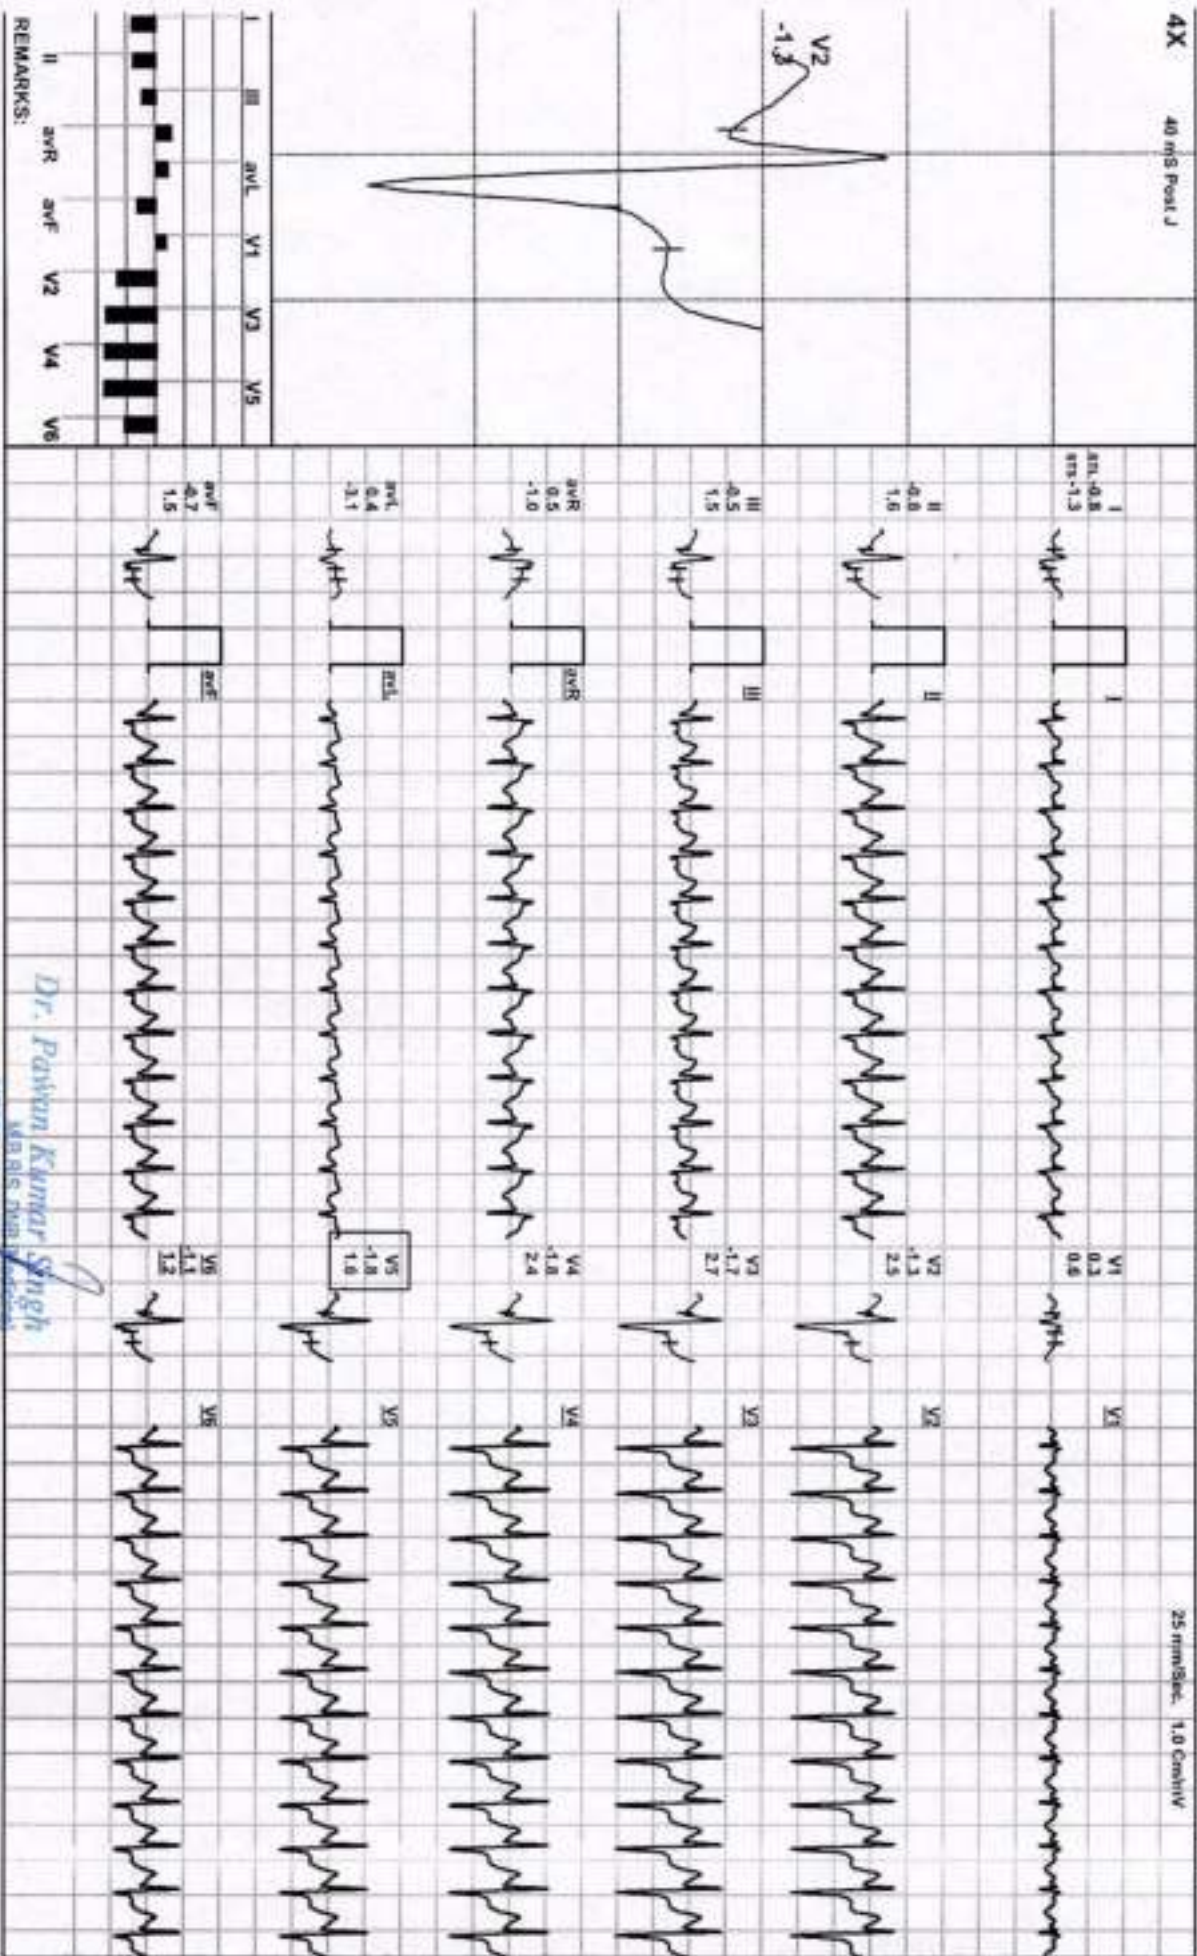 4X
40 mS Post J
25 mm/Sec. 1.0 Cm/mV
V2
I
STL -0.8
STS -1.3
I
V1
0.3
0.6
V1
II
-0.8
1.6
II
V2
-1.3
2.5
V2
III
-0.5
1.5
III
V3
-1.7
2.7
V3
avR
0.5
-1.0
avR
V4
-1.8
2.4
V4
avL
0.4
-3.1
avL
V5
-1.8
1.6
V5
avF
-0.7
1.5
avF
V6
-1.1
1.2
V6
I III avL V1 V3 V5
II avR avF V2 V4 V6
REMARKS:
Dr. Pawan Kumar Singh